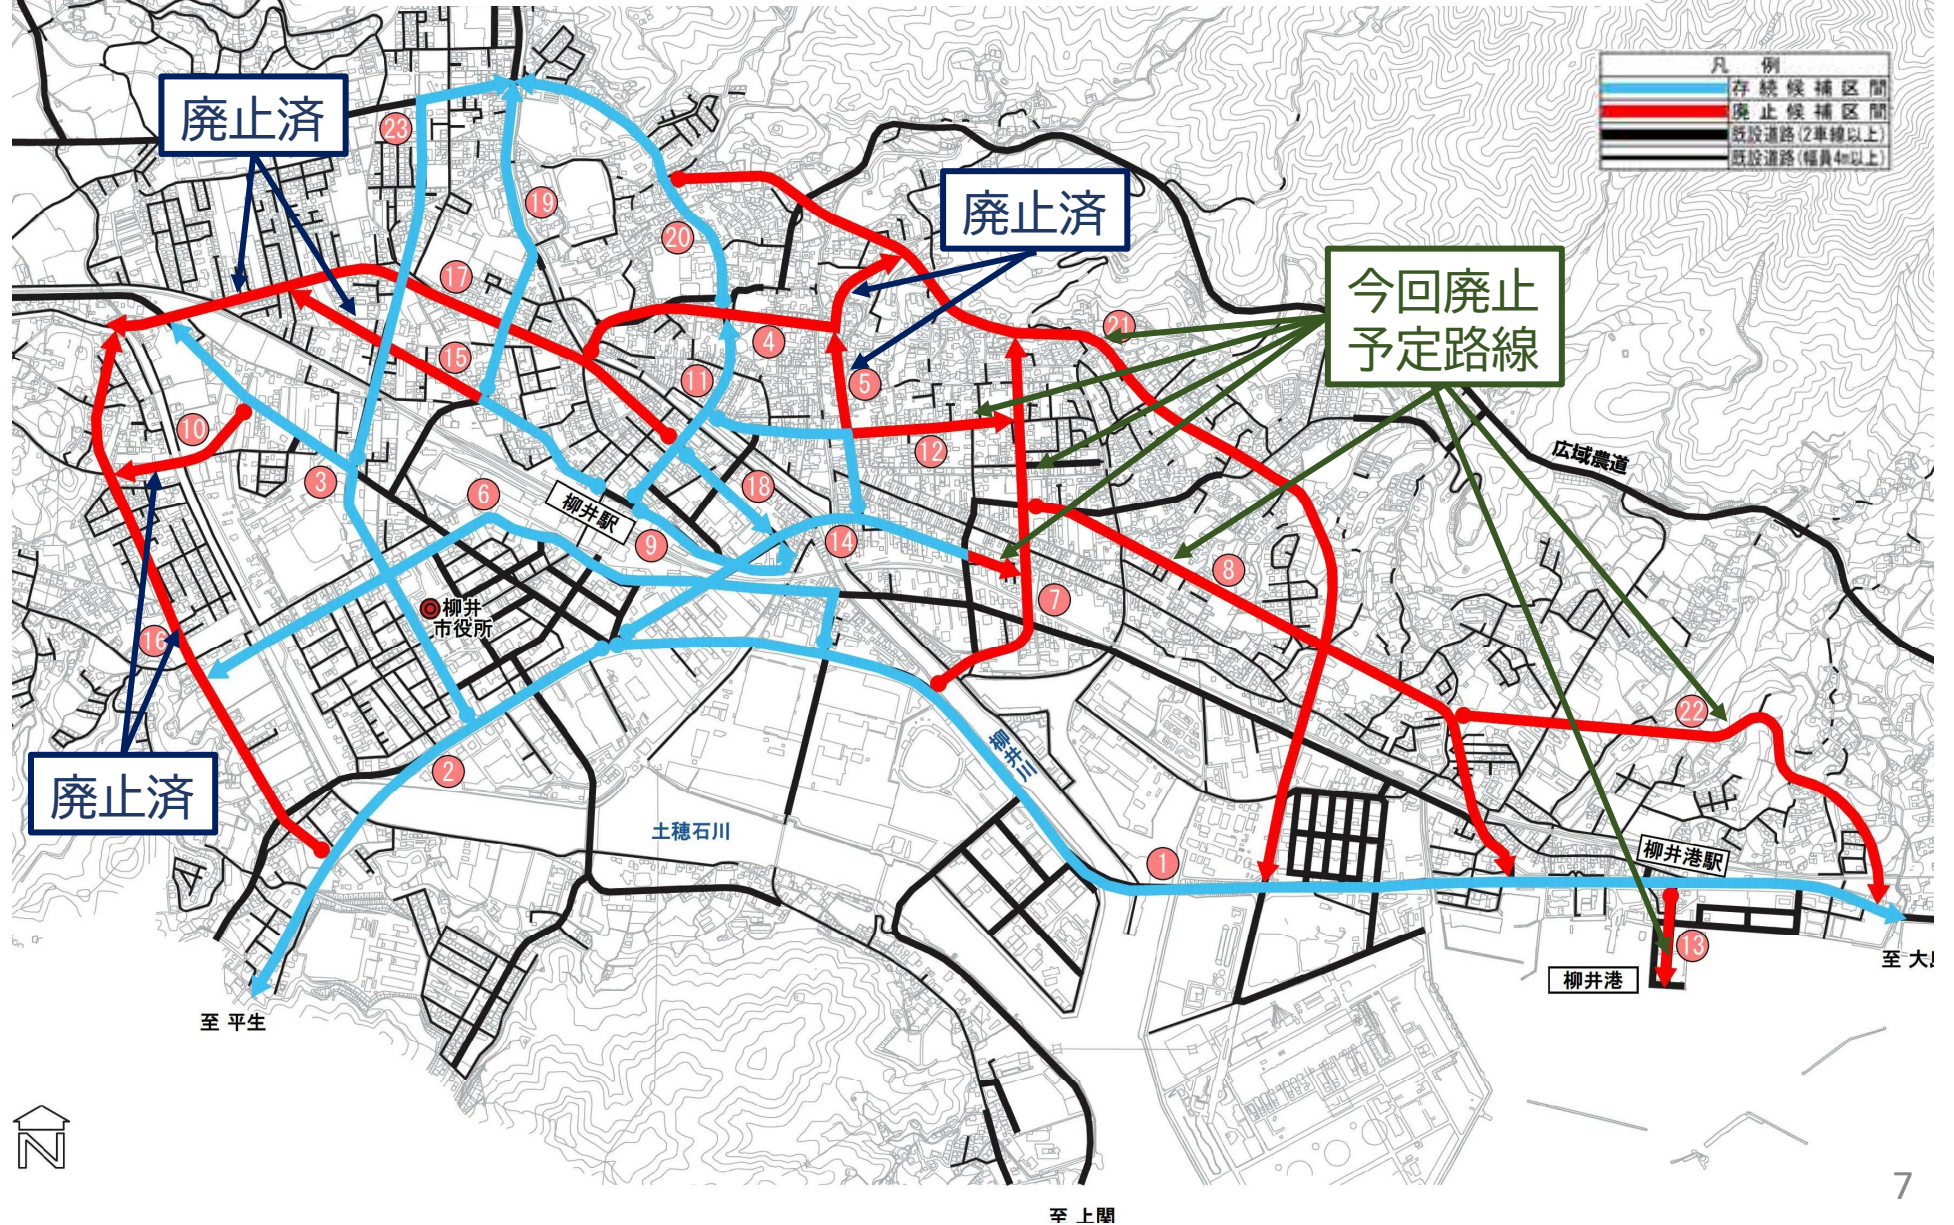 凡 例
存続候補区間
廃止候補区間
既設道路(2車線以上)
既設道路(幅員4m以上)
廃止済
23
廃止済
19
20
今回廃止
予定路線
17
21
4
15
11
5
10
12
広域農道
3
6
18
柳井駅
9
14
8
7
柳井
市役所
16
22
柳井川
2
廃止済
土穂石川
1
柳井港駅
13
至 大島
柳井港
至 平生
N
7
至 上関